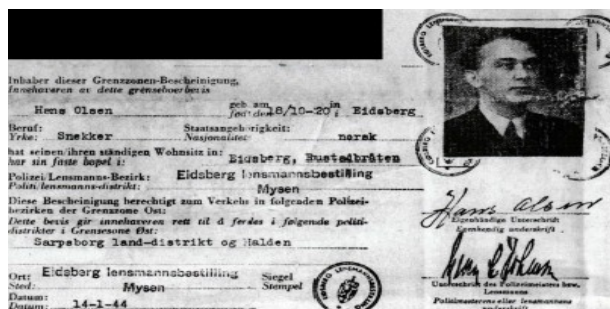 Inhaber dieser Grenzzonen-Bescheinigung,
Innehaveren av dette grenseboerbevis
Hans Olsen geb. am 8/10-20 in Eidsberg
født den i
Beruf: Staatsangehörigkeit:
Yrke: Snekker Nasjonalitet: norsk
hat seinen/ihren ständigen Wohnsitz in:
har sin faste bopel i: Eidsberg, Rustadbråten
Polizei/Lensmanns-Bezirk: Eidsberg lensmannsbestilling
Politi/lensmanns-distrikt: Mysen
Diese Bescheinigung berechtigt zum Verkehr in folgenden Polizei-
bezirken der Grenzzone Ost:
Dette bevis gir innehaveren rett til å ferdes i følgende politi-
distrikter i Grensesone Øst:
Sarpsborg land-distrikt og Halden
Ort: Eidsberg lensmannsbestilling Siegel
Sted: Mysen Stempel
Datum:
Datum: 14-1-44
Hans Olsen
Eigenhändige Unterschrift
Egenhendig underskrift
Unterschrift des Polizeimeisters bzw.
Lensmanns
Politimesterens eller lensmannens
underskrift